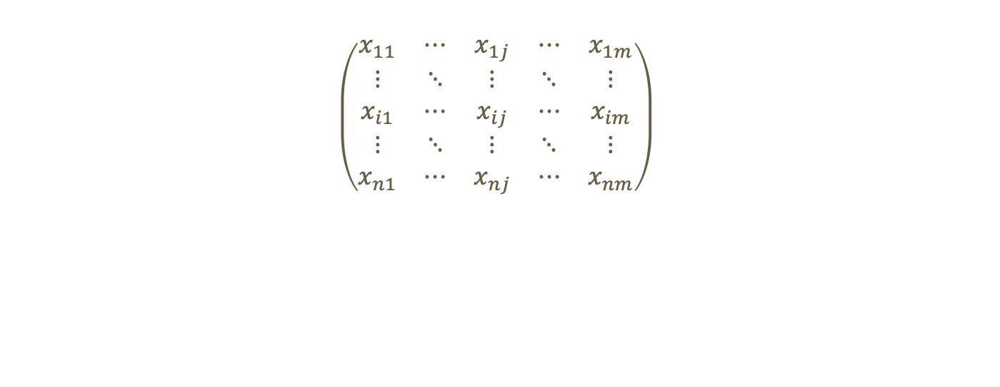 x₁₁ ⋯ x₁ⱼ ⋯ x₁ₘ
⋮ ⋱ ⋮ ⋱ ⋮
xᵢ₁ ⋯ xᵢⱼ ⋯ xᵢₘ
⋮ ⋱ ⋮ ⋱ ⋮
xₙ₁ ⋯ xₙⱼ ⋯ xₙₘ